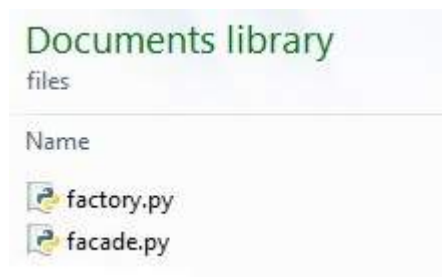 Documents library
files
Name
factory.py
facade.py